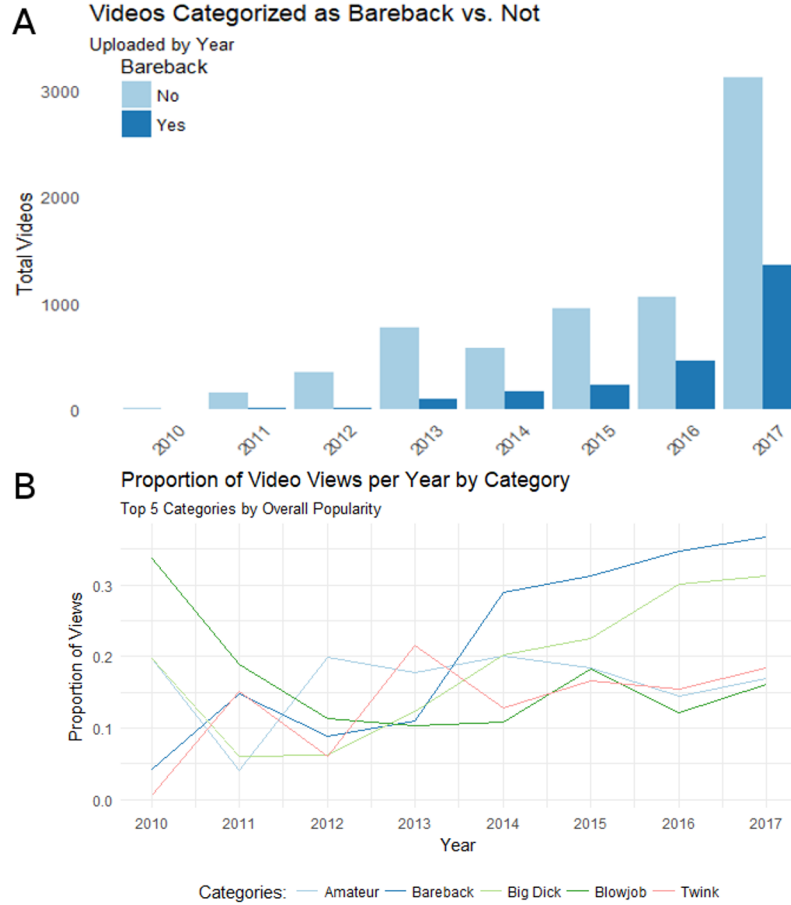 A
Videos Categorized as Bareback vs. Not
Uploaded by Year
Bareback
No
Yes
Total Videos
3000
2000
1000
0
2010 2011 2012 2013 2014 2015 2016 2017
B
Proportion of Video Views per Year by Category
Top 5 Categories by Overall Popularity
Proportion of Views
0.3
0.2
0.1
0.0
2010 2011 2012 2013 2014 2015 2016 2017
Year
Categories: Amateur Bareback Big Dick Blowjob Twink